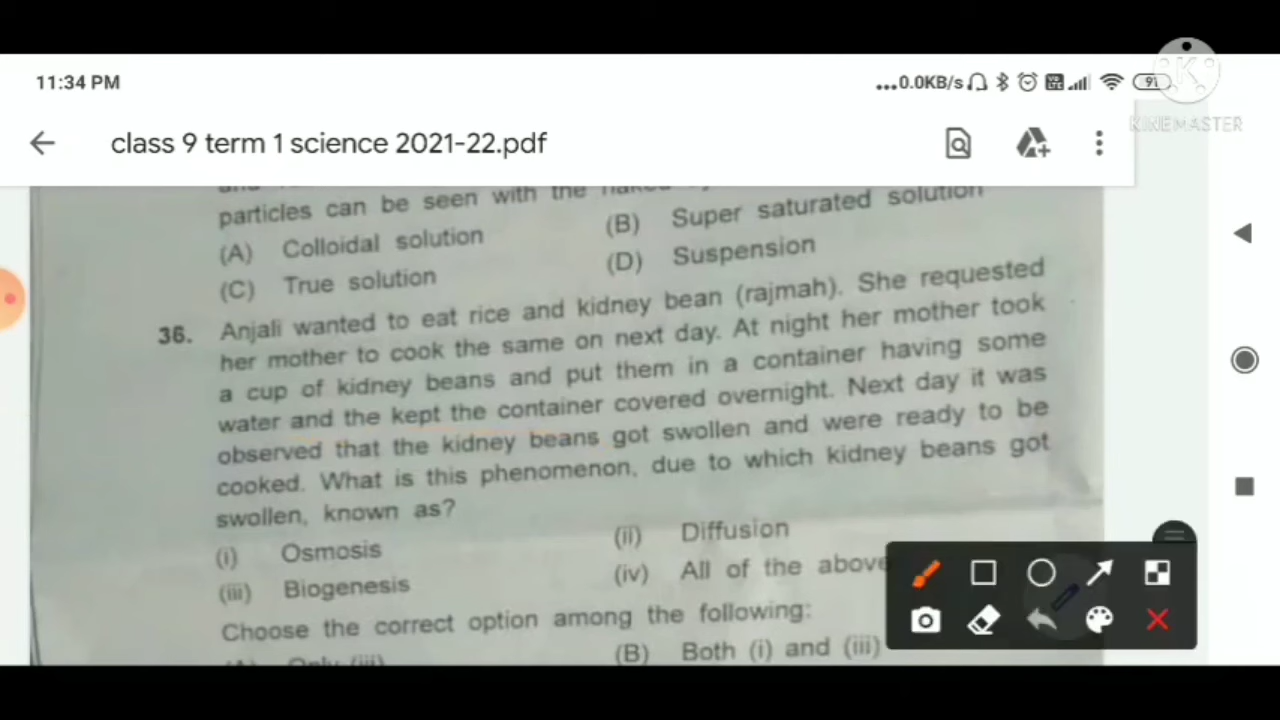 11:34 PM
...0.0KB/s
91
KINEMASTER
class 9 term 1 science 2021-22.pdf
particles can be seen with the
(A) Colloidal solution (B) Super saturated solution
(C) True solution (D) Suspension
36. Anjali wanted to eat rice and kidney bean (rajmah). She requested
her mother to cook the same on next day. At night her mother took
a cup of kidney beans and put them in a container having some
water and the kept the container covered overnight. Next day it was
observed that the kidney beans got swollen and were ready to be
cooked. What is this phenomenon, due to which kidney beans got
swollen, known as?
(i) Osmosis (ii) Diffusion
(iii) Biogenesis (iv) All of the above
Choose the correct option among the following:
(A) Only (iii) (B) Both (i) and (iii)